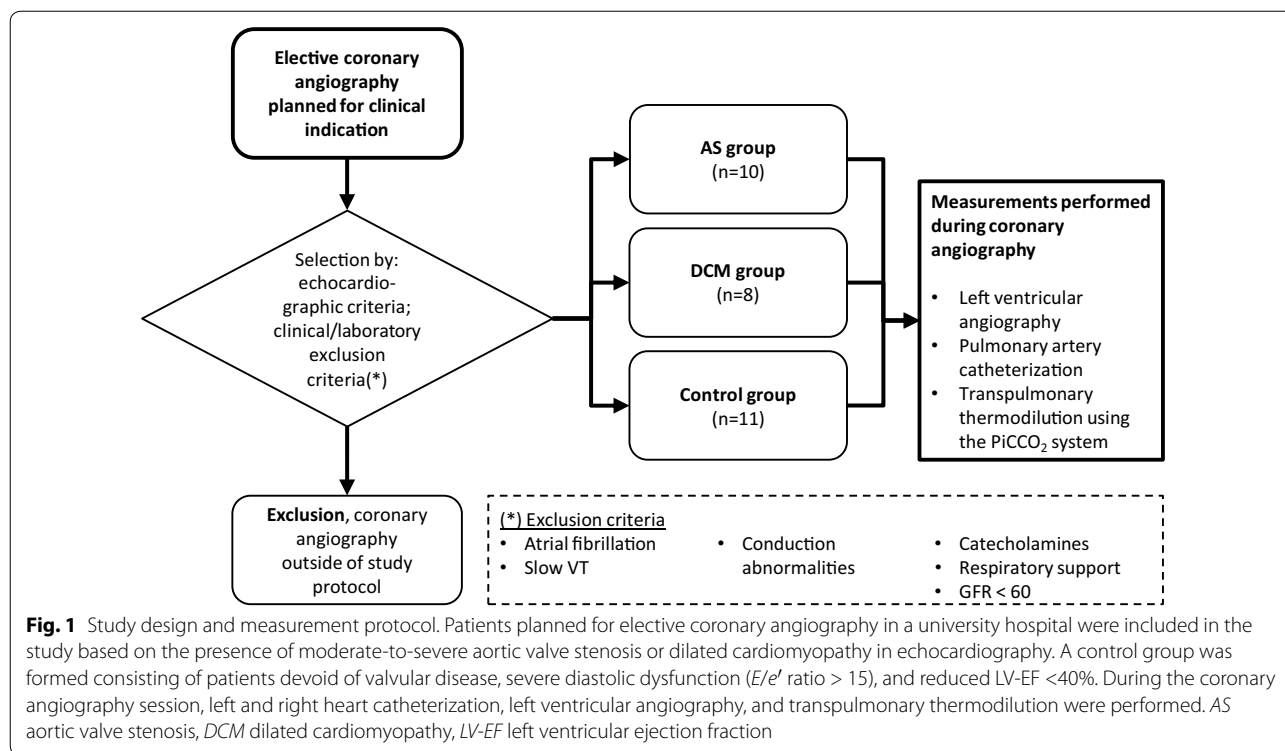 Elective coronary
angiography
planned for clinical
indication
Selection by:
echocardio-
graphic criteria;
clinical/laboratory
exclusion
criteria(*)
Exclusion, coronary
angiography
outside of study
protocol
AS group
(n=10)
DCM group
(n=8)
Control group
(n=11)
Measurements performed
during coronary
angiography
• Left ventricular
angiography
• Pulmonary artery
catheterization
• Transpulmonary
thermodilution using
the PiCCO₂ system
(*) Exclusion criteria
• Atrial fibrillation
• Slow VT
• Conduction
abnormalities
• Catecholamines
• Respiratory support
• GFR < 60
Fig. 1 Study design and measurement protocol. Patients planned for elective coronary angiography in a university hospital were included in the
study based on the presence of moderate-to-severe aortic valve stenosis or dilated cardiomyopathy in echocardiography. A control group was
formed consisting of patients devoid of valvular disease, severe diastolic dysfunction (E/e′ ratio > 15), and reduced LV-EF <40%. During the coronary
angiography session, left and right heart catheterization, left ventricular angiography, and transpulmonary thermodilution were performed. AS
aortic valve stenosis, DCM dilated cardiomyopathy, LV-EF left ventricular ejection fraction